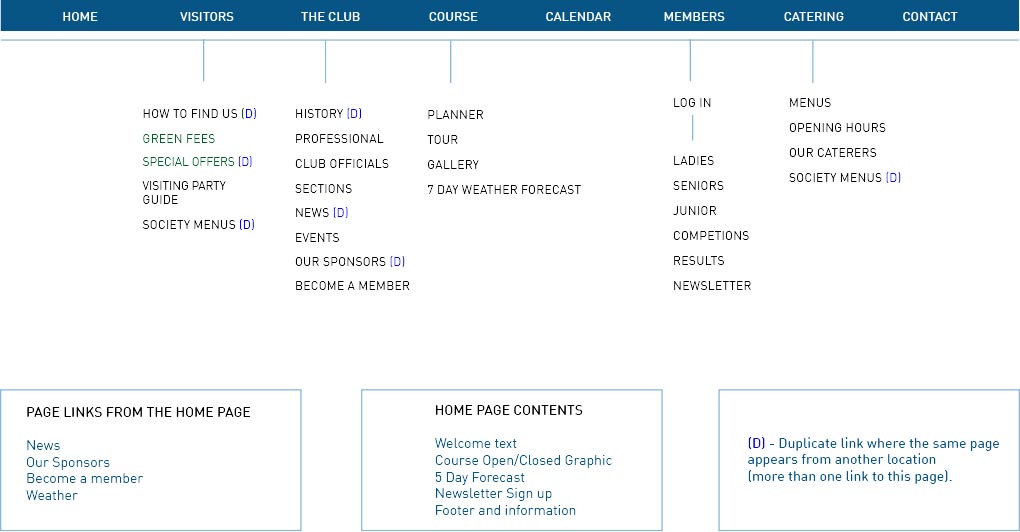 HOME VISITORS THE CLUB COURSE CALENDAR MEMBERS CATERING CONTACT
HOW TO FIND US (D)
GREEN FEES
SPECIAL OFFERS (D)
VISITING PARTY
GUIDE
SOCIETY MENUS (D)
HISTORY (D)
PROFESSIONAL
CLUB OFFICIALS
SECTIONS
NEWS (D)
EVENTS
OUR SPONSORS (D)
BECOME A MEMBER
PLANNER
TOUR
GALLERY
7 DAY WEATHER FORECAST
LOG IN
LADIES
SENIORS
JUNIOR
COMPETIONS
RESULTS
NEWSLETTER
MENUS
OPENING HOURS
OUR CATERERS
SOCIETY MENUS (D)
PAGE LINKS FROM THE HOME PAGE
News
Our Sponsors
Become a member
Weather
HOME PAGE CONTENTS
Welcome text
Course Open/Closed Graphic
5 Day Forecast
Newsletter Sign up
Footer and information
(D) - Duplicate link where the same page
appears from another location
(more than one link to this page).